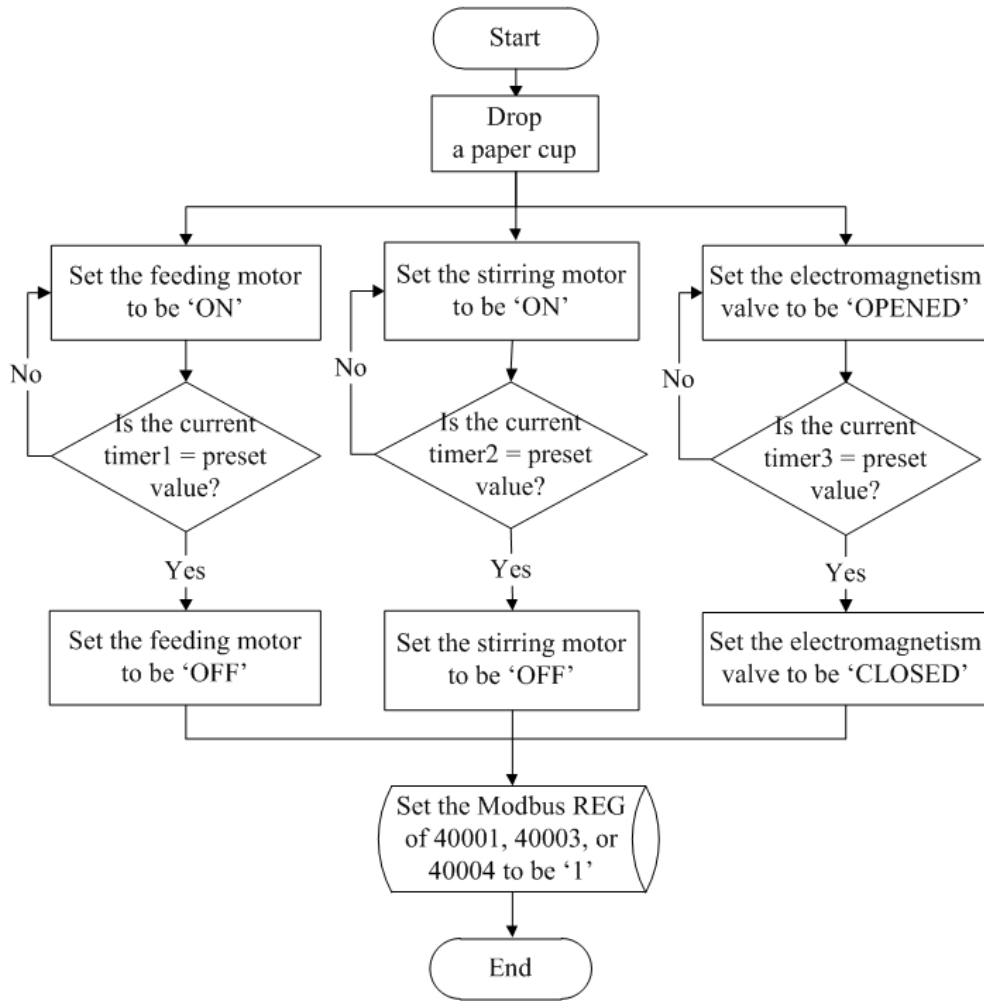 Start
Drop
a paper cup
Set the feeding motor
to be ‘ON’
Set the stirring motor
to be ‘ON’
Set the electromagnetism
valve to be ‘OPENED’
No
No
No
Is the current
timer1 = preset
value?
Is the current
timer2 = preset
value?
Is the current
timer3 = preset
value?
Yes
Yes
Yes
Set the feeding motor
to be ‘OFF’
Set the stirring motor
to be ‘OFF’
Set the electromagnetism
valve to be ‘CLOSED’
Set the Modbus REG
of 40001, 40003, or
40004 to be ‘1’
End